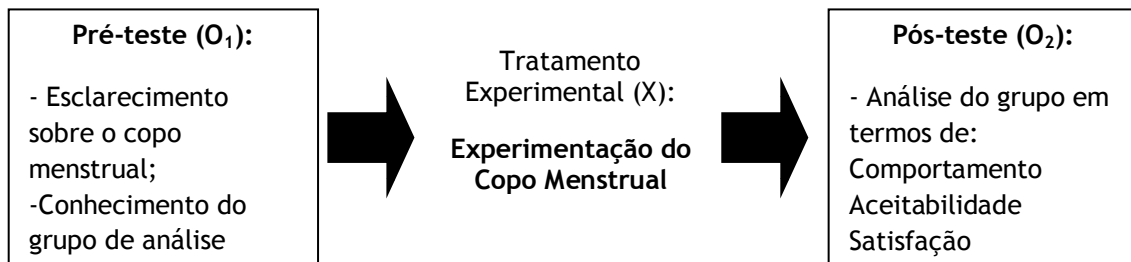 Pré-teste (O₁):
- Esclarecimento
sobre o copo
menstrual;
-Conhecimento do
grupo de análise
Tratamento
Experimental (X):
Experimentação do
Copo Menstrual
Pós-teste (O₂):
- Análise do grupo em
termos de:
Comportamento
Aceitabilidade
Satisfação